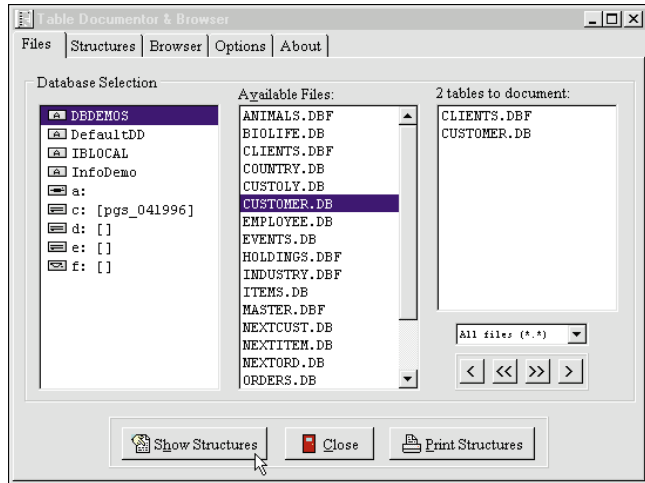 Table Documentor & Browser
Files Structures Browser Options About
Database Selection
DBDEMOS
DefaultDD
IBLOCAL
InfoDemo
a:
c: [pgs_041996]
d: []
e: []
f: []
Available Files:
ANIMALS.DBF
BIOLIFE.DB
CLIENTS.DBF
COUNTRY.DB
CUSTOLY.DB
CUSTOMER.DB
EMPLOYEE.DB
EVENTS.DB
HOLDINGS.DBF
INDUSTRY.DBF
ITEMS.DB
MASTER.DBF
NEXTCUST.DB
NEXTITEM.DB
NEXTORD.DB
ORDERS.DB
2 tables to document:
CLIENTS.DBF
CUSTOMER.DB
All files (*.*)
< << >> >
Show Structures Close Print Structures